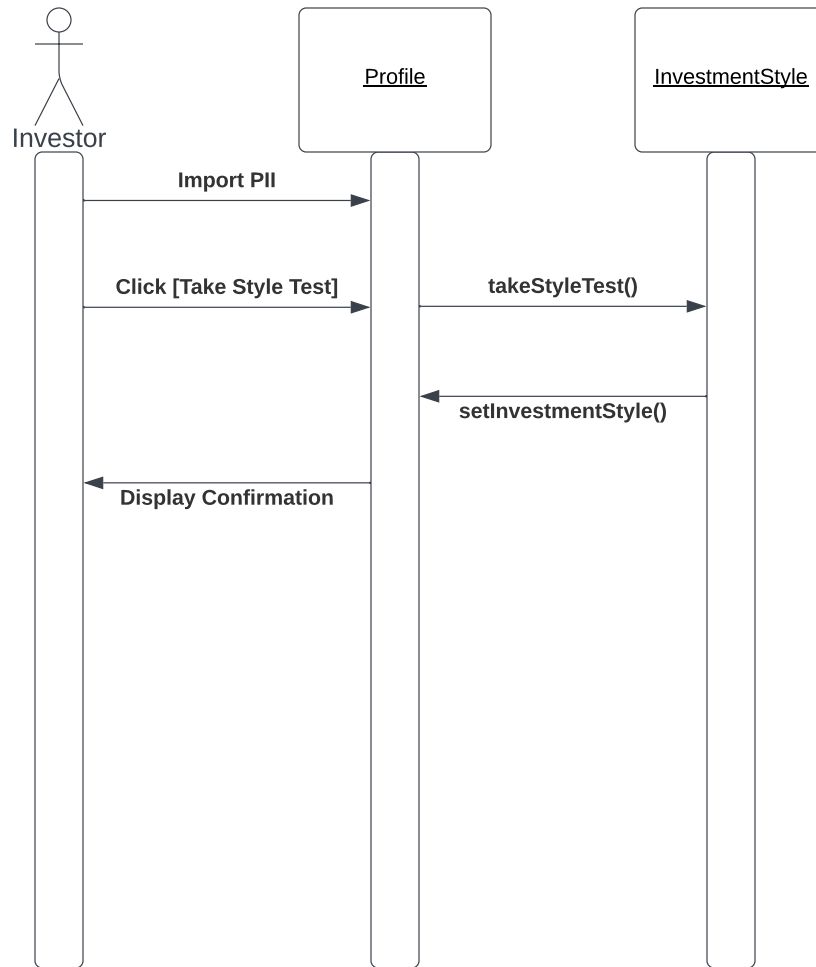 Investor
Profile
InvestmentStyle
Import PII
Click [Take Style Test]
takeStyleTest()
setInvestmentStyle()
Display Confirmation